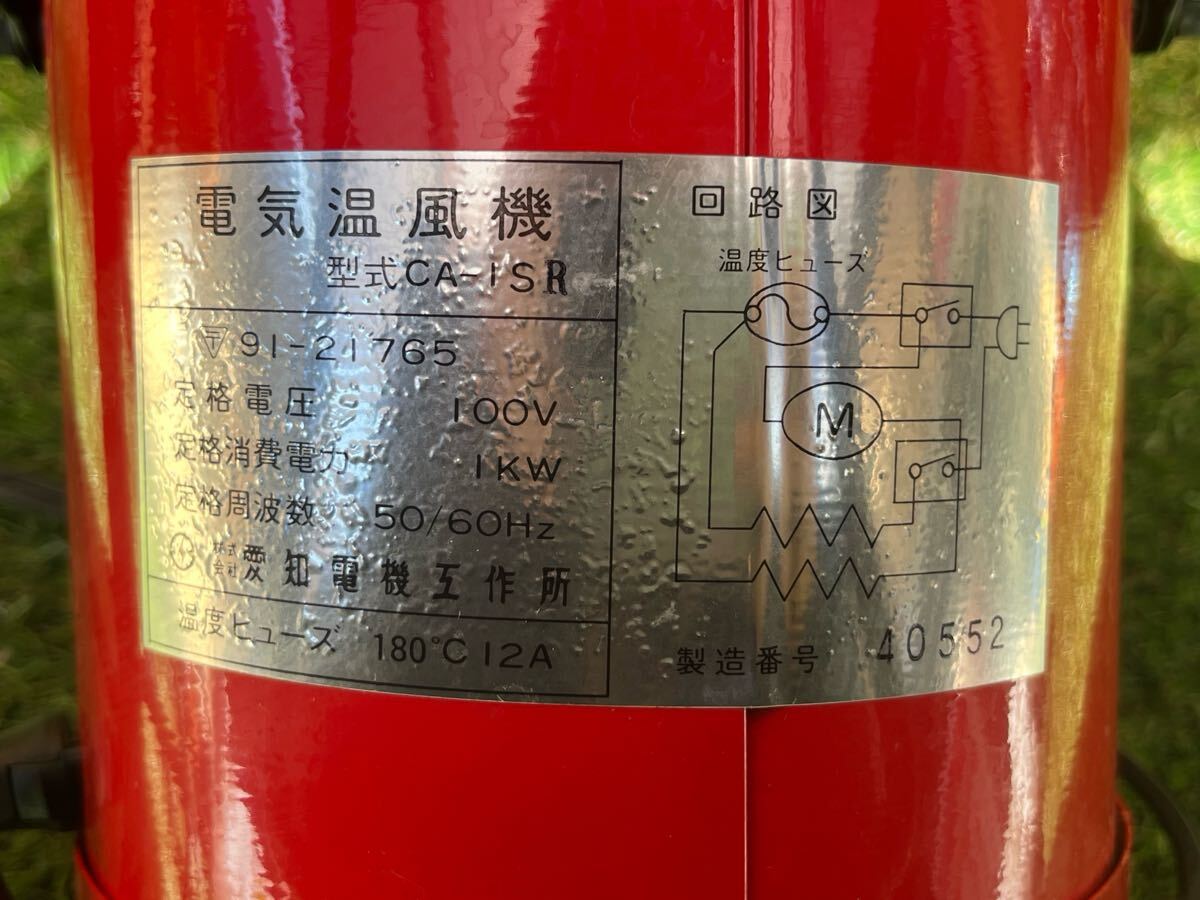 電気温風機
型式CA-1SR
〒91-21765
定格電圧 100V
定格消費電力 1KW
定格周波数 50/60Hz
株式会社 愛知電機工作所
温度ヒューズ 180°C 12A
回路図
温度ヒューズ
M
製造番号 40552